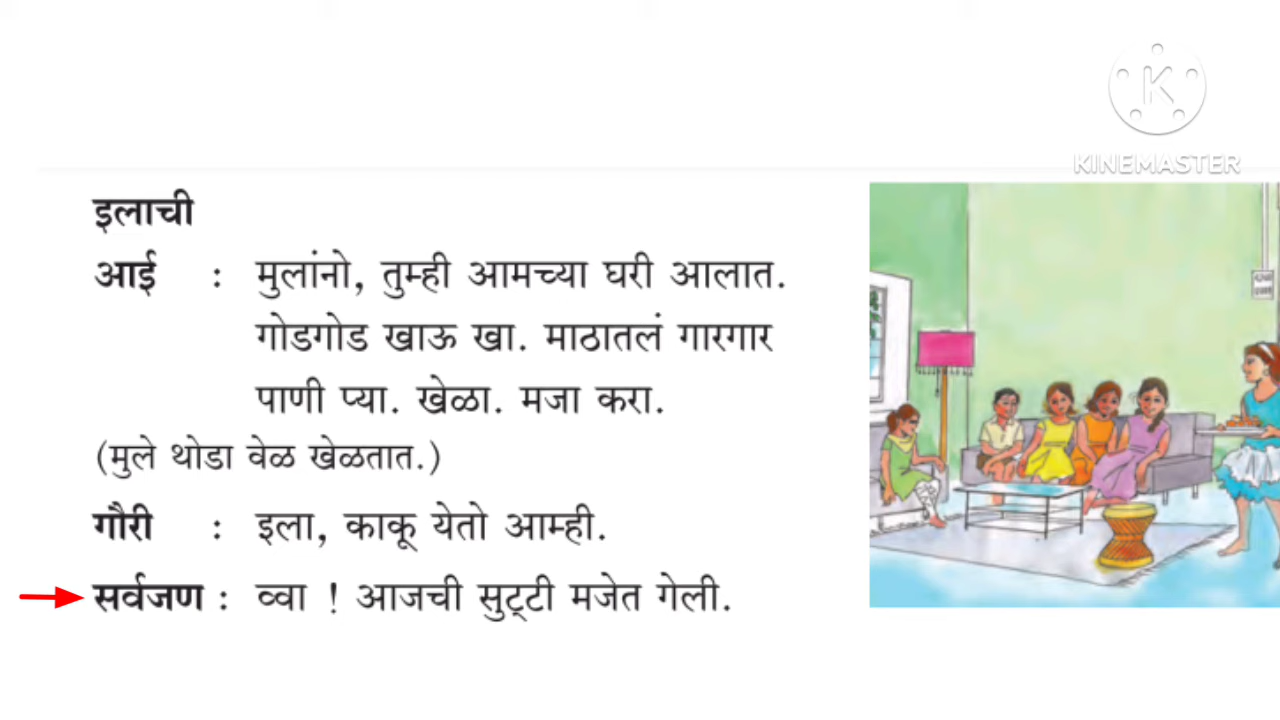 KINEMASTER
इलाची
आई : मुलांनो, तुम्ही आमच्या घरी आलात.
गोडगोड खाऊ खा. माठातलं गारगार
पाणी प्या. खेळा. मजा करा.
(मुले थोडा वेळ खेळतात.)
गौरी : इला, काकू येतो आम्ही.
सर्वजण : व्वा ! आजची सुट्टी मजेत गेली.